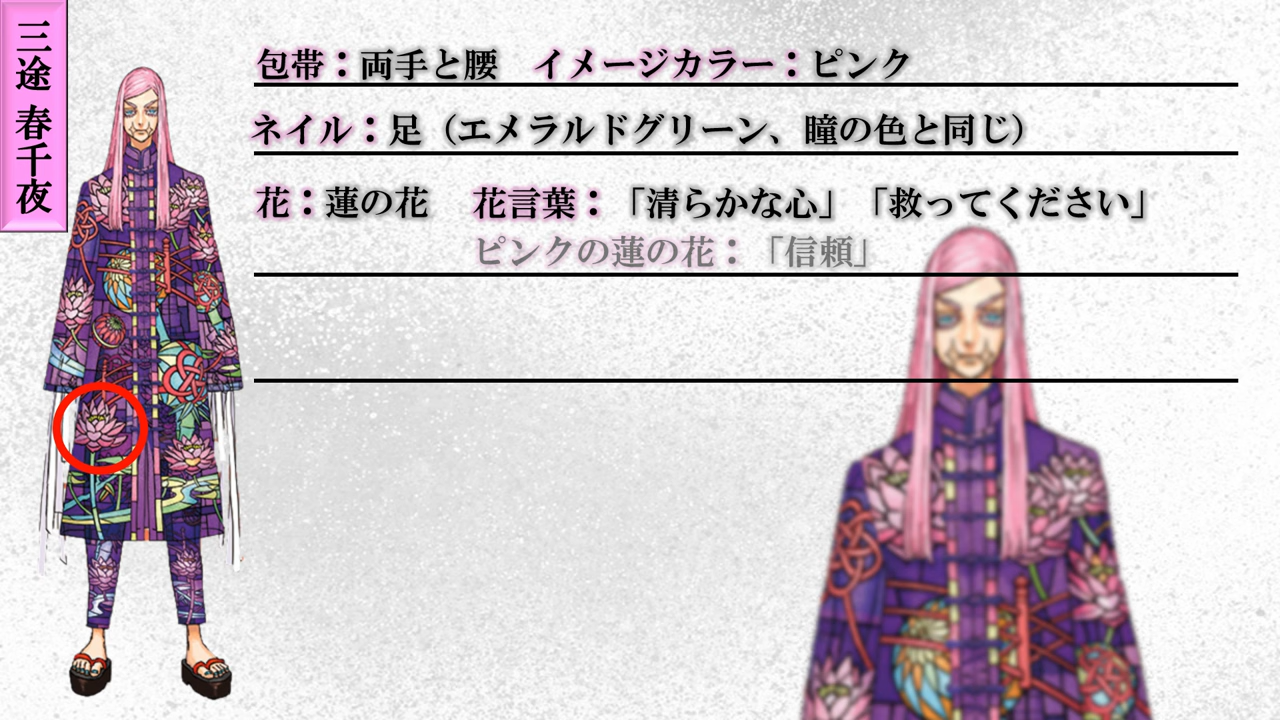 三途 春千夜
包帯：両手と腰　イメージカラー：ピンク
ネイル：足（エメラルドグリーン、瞳の色と同じ）
花：蓮の花　花言葉：「清らかな心」「救ってください」
ピンクの蓮の花：「信頼」